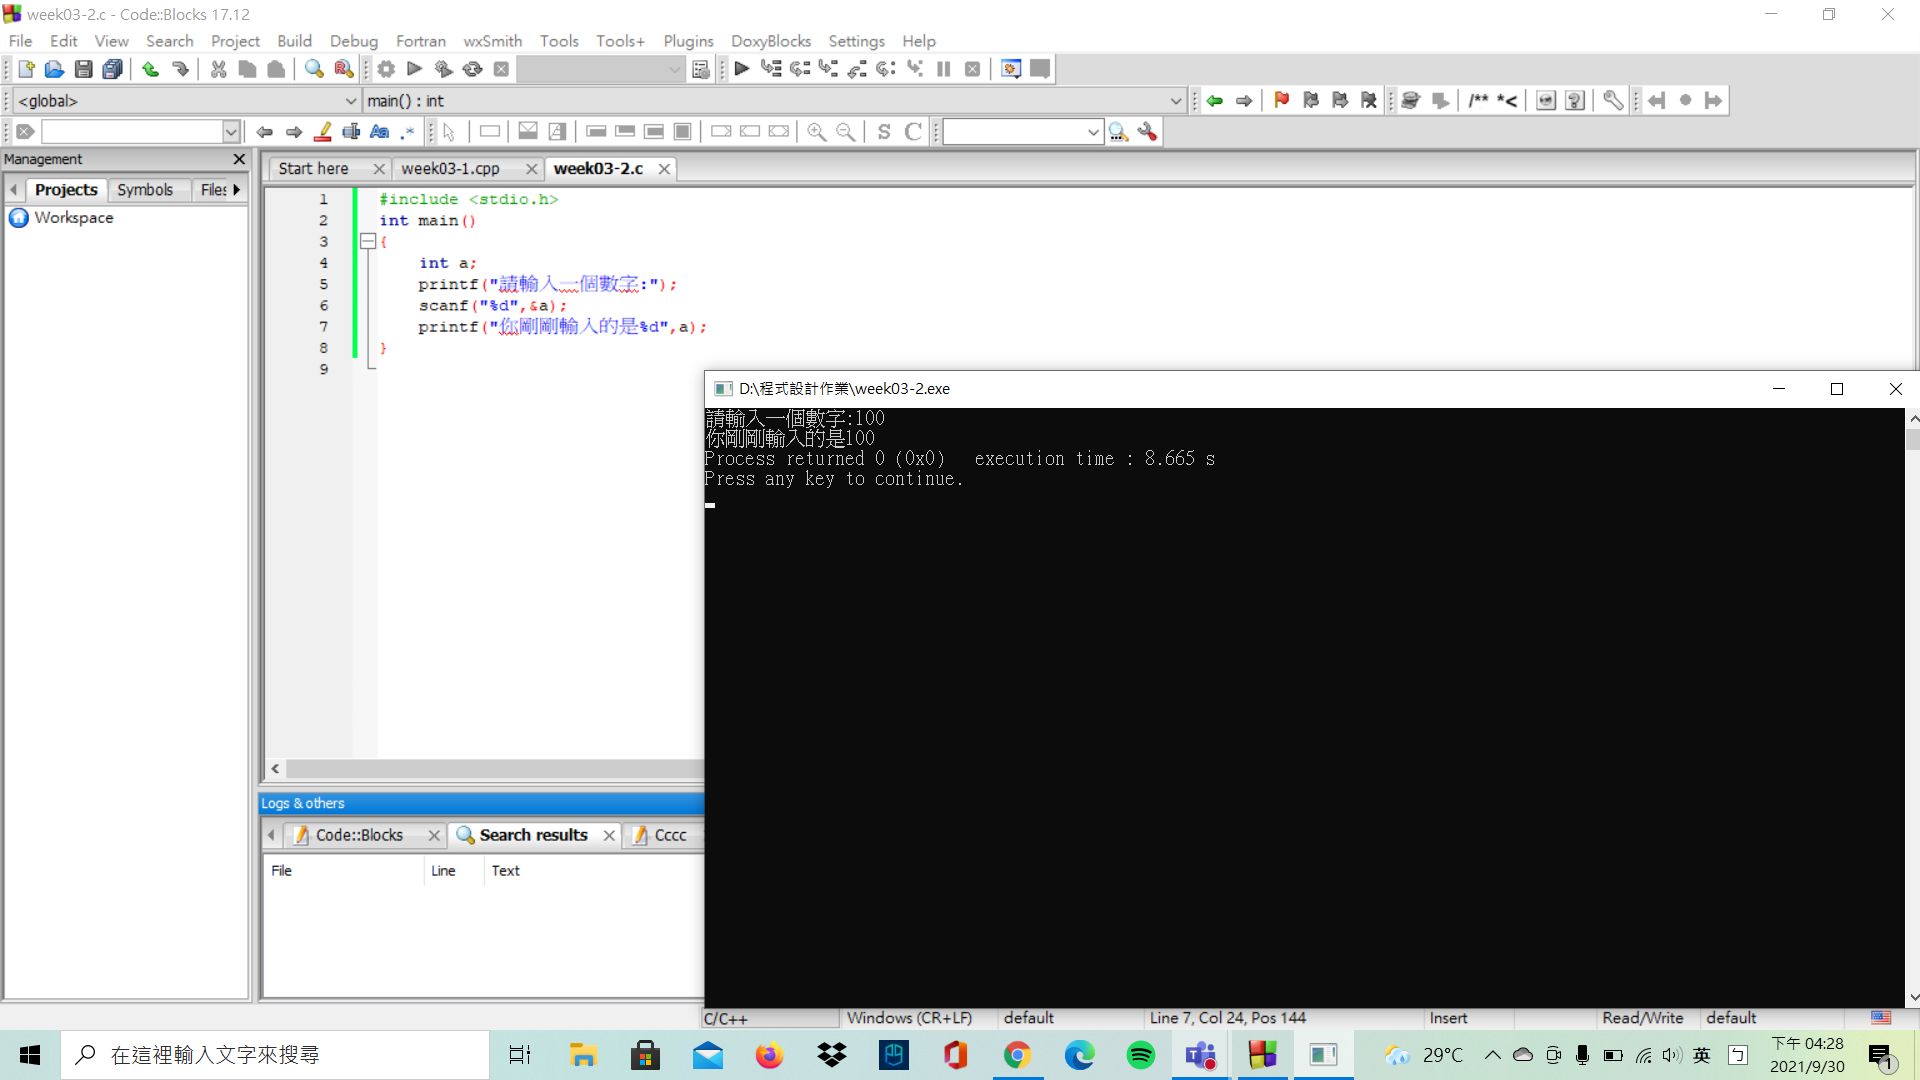 week03-2.c - Code::Blocks 17.12
File Edit View Search Project Build Debug Fortran wxSmith Tools Tools+ Plugins DoxyBlocks Settings Help
<global> main() : int
/** *<
Management
Start here week03-1.cpp week03-2.c
Projects Symbols Files
Workspace
1 #include <stdio.h>
2 int main()
3 {
4 int a;
5 printf("請輸入一個數字:");
6 scanf("%d",&a);
7 printf("你剛剛輸入的是%d",a);
8 }
9
D:\程式設計作業\week03-2.exe
請輸入一個數字:100
你剛剛輸入的是100
Process returned 0 (0x0)   execution time : 8.665 s
Press any key to continue.
Logs & others
Code::Blocks Search results Cccc
File Line Text
C/C++ Windows (CR+LF) default Line 7, Col 24, Pos 144 Insert Read/Write default
在這裡輸入文字來搜尋
29°C 英 下午 04:28
2021/9/30
1